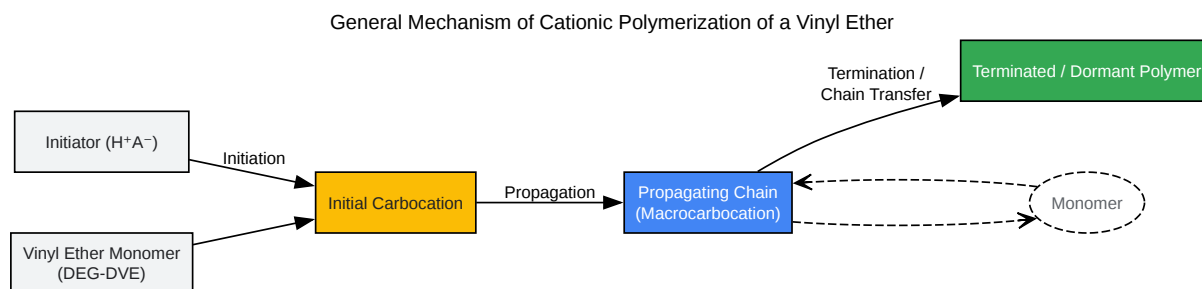 General Mechanism of Cationic Polymerization of a Vinyl Ether
Initiator (H⁺A⁻)
Vinyl Ether Monomer
(DEG-DVE)
Initiation
Initial Carbocation
Propagation
Propagating Chain
(Macrocarbocation)
Termination /
Chain Transfer
Terminated / Dormant Polymer
Monomer